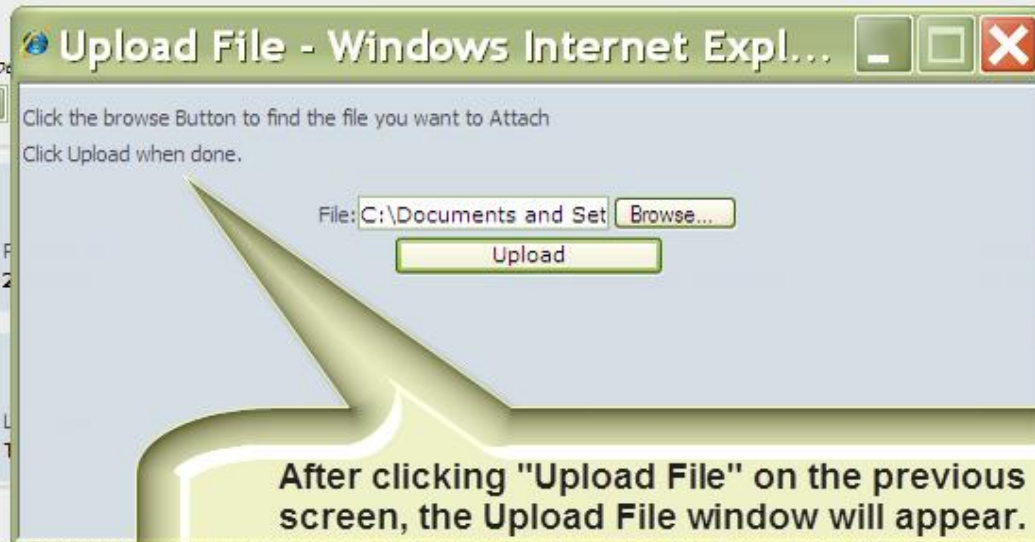 Upload File - Windows Internet Expl...
Click the browse Button to find the file you want to Attach
Click Upload when done.
File: C:\Documents and Set Browse...
Upload
After clicking "Upload File" on the previous
screen, the Upload File window will appear.